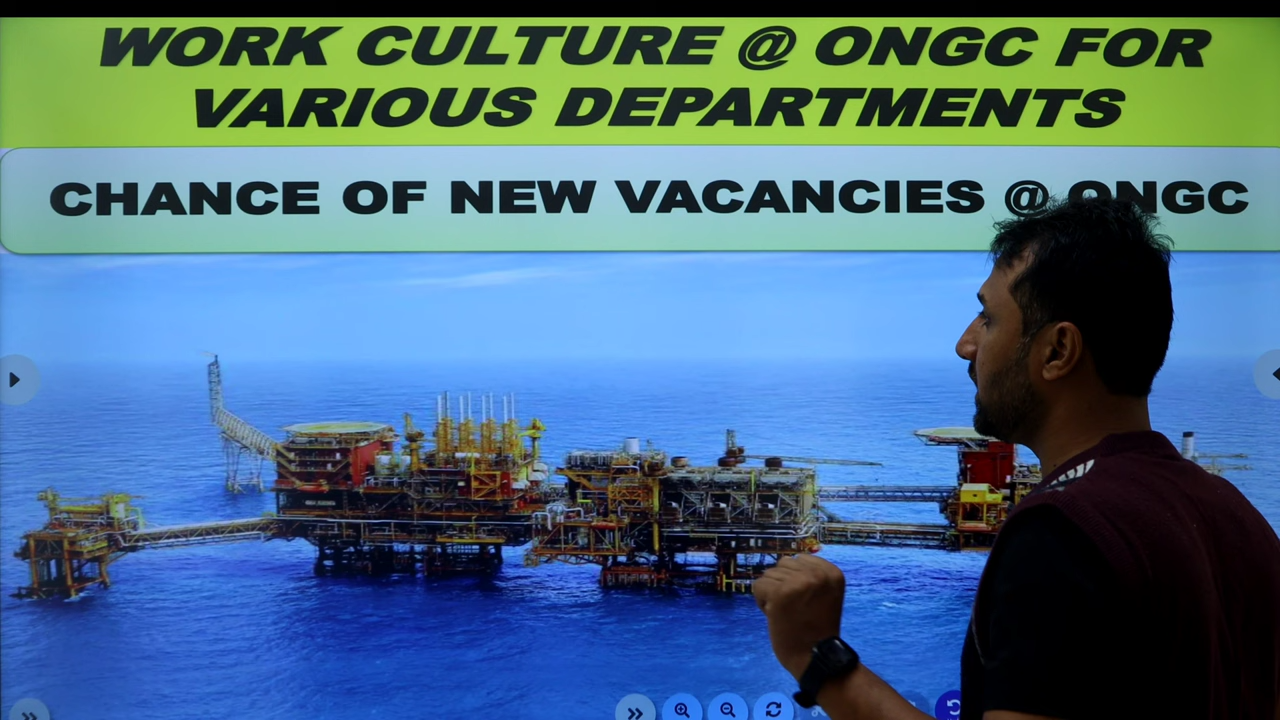 WORK CULTURE @ ONGC FOR
VARIOUS DEPARTMENTS
CHANCE OF NEW VACANCIES @ ONGC